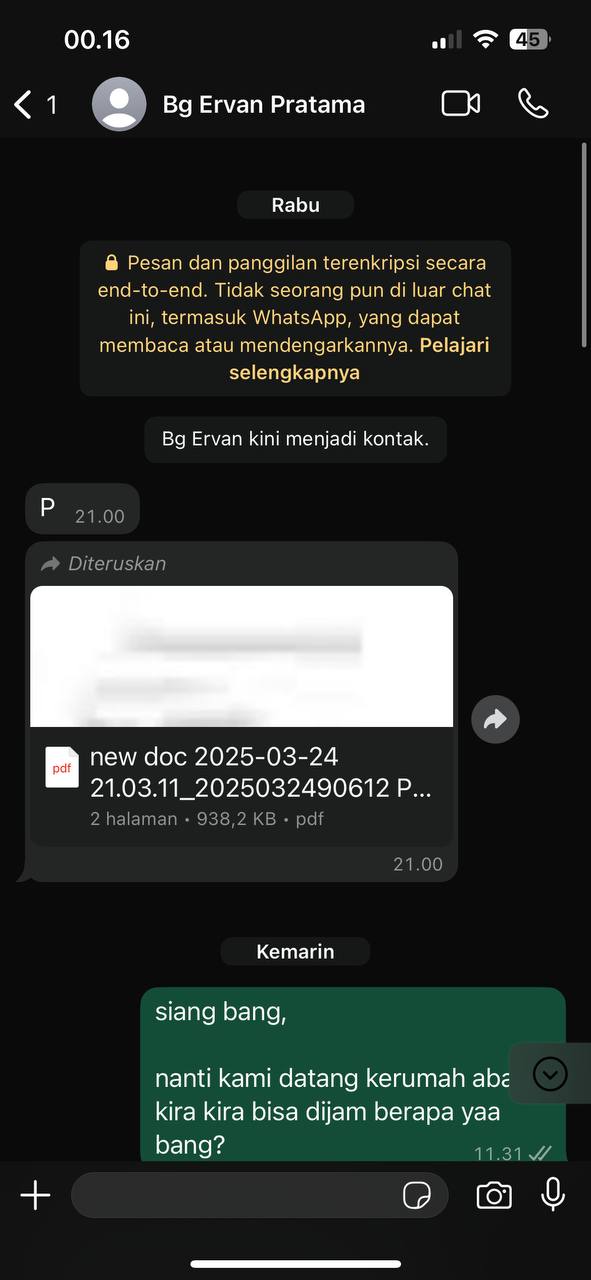 00.16
45
1
Bg Ervan Pratama
Rabu
Pesan dan panggilan terenkripsi secara
end-to-end. Tidak seorang pun di luar chat
ini, termasuk WhatsApp, yang dapat
membaca atau mendengarkannya. Pelajari
selengkapnya
Bg Ervan kini menjadi kontak.
P 21.00
Diteruskan
pdf
new doc 2025-03-24
21.03.11_2025032490612 P...
2 halaman • 938,2 KB • pdf
21.00
Kemarin
siang bang,
nanti kami datang kerumah aba
kira kira bisa dijam berapa yaa
bang?
11.31